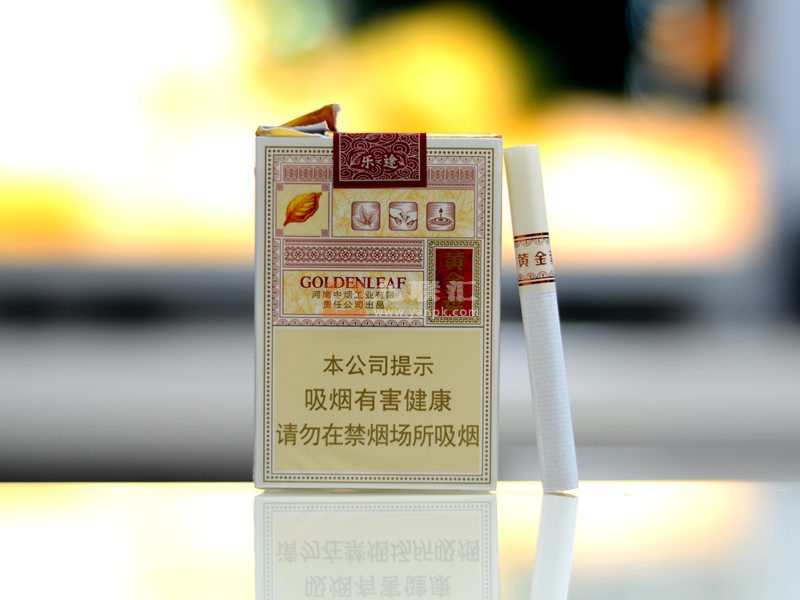 乐途
GOLDENLEAF
河南中烟工业有限
责任公司出品
黄
本公司提示
吸烟有害健康
请勿在禁烟场所吸烟
黄金